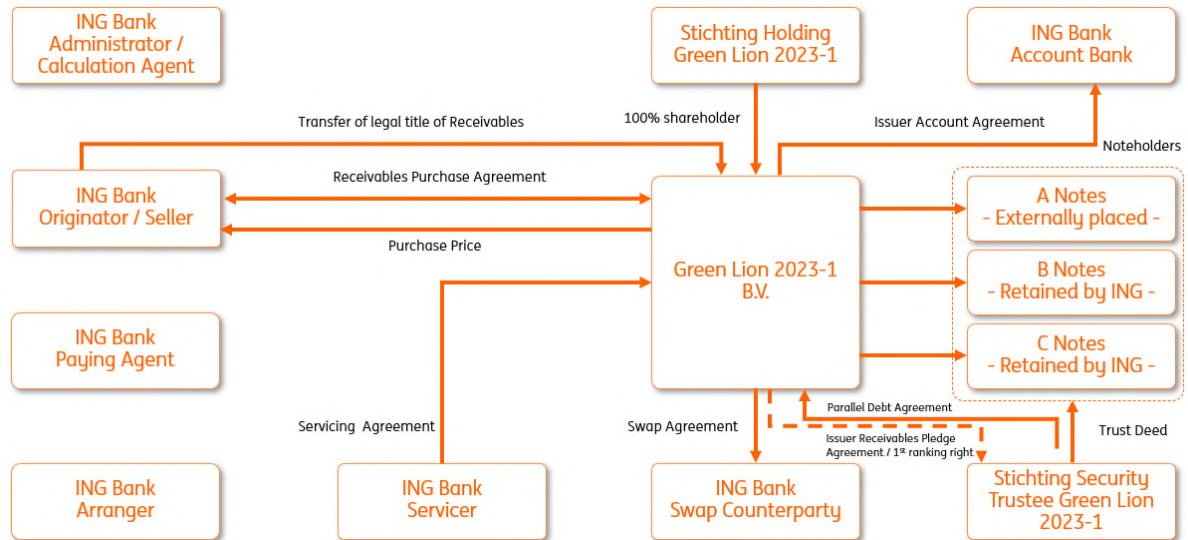 ING Bank
Administrator /
Calculation Agent
Stichting Holding
Green Lion 2023-1
ING Bank
Account Bank
Transfer of legal title of Receivables
100% shareholder
Issuer Account Agreement
Noteholders
ING Bank
Originator / Seller
Receivables Purchase Agreement
Purchase Price
Green Lion 2023-1
B.V.
A Notes
- Externally placed -
B Notes
- Retained by ING -
C Notes
- Retained by ING -
ING Bank
Paying Agent
Servicing Agreement
Swap Agreement
Parallel Debt Agreement
Issuer Receivables Pledge
Agreement / 1st ranking right
Trust Deed
ING Bank
Arranger
ING Bank
Servicer
ING Bank
Swap Counterparty
Stichting Security
Trustee Green Lion
2023-1